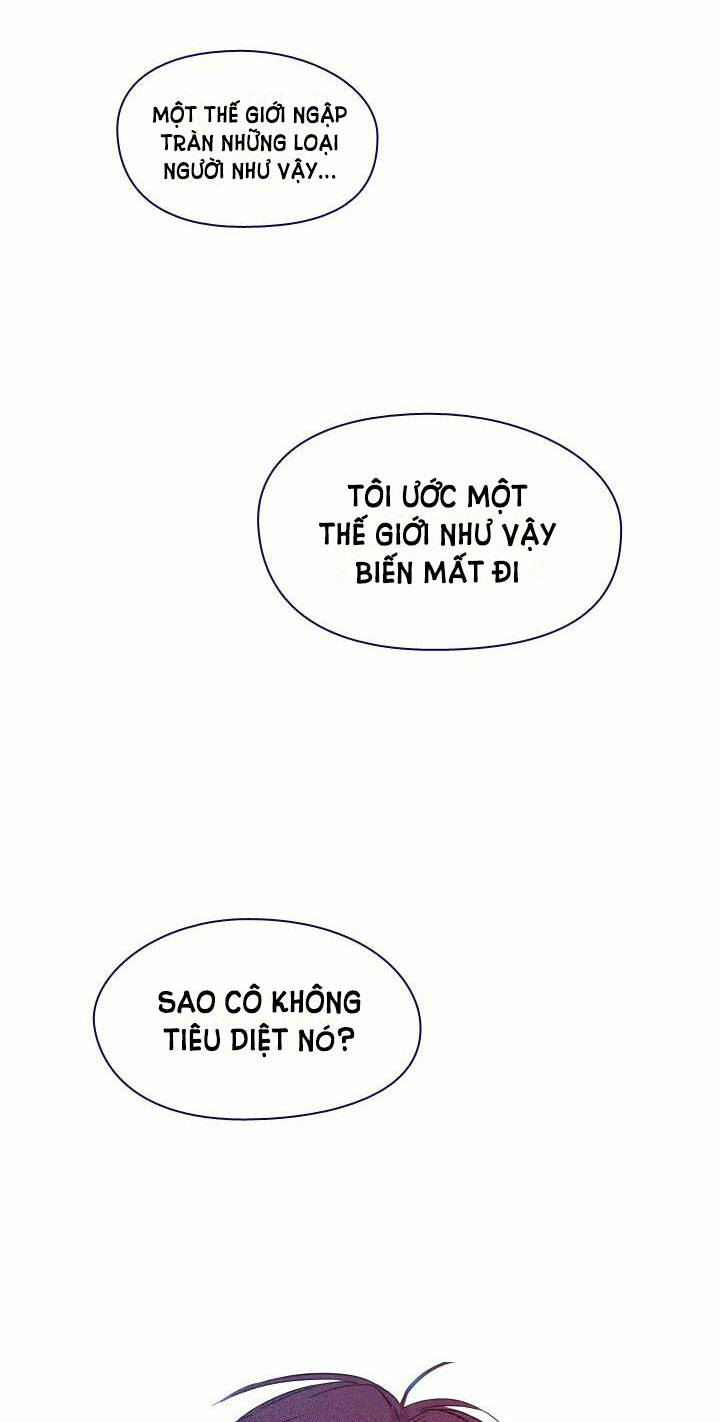 MỘT THẾ GIỚI NGẬP
TRÀN NHỮNG LOẠI
NGƯỜI NHƯ VẬY...
TÔI ƯỚC MỘT
THẾ GIỚI NHƯ VẬY
BIẾN MẤT ĐI
SAO CÔ KHÔNG
TIÊU DIỆT NÓ?